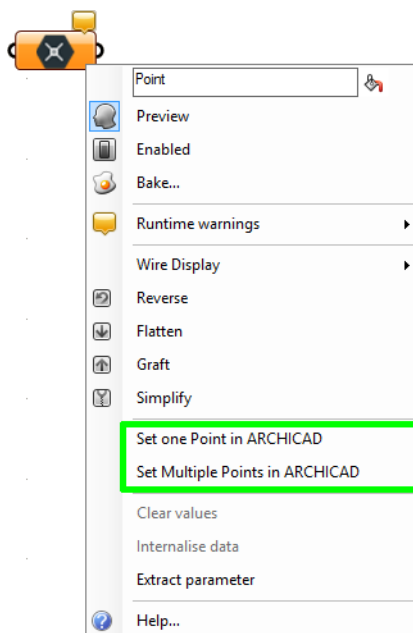 Point
Preview
Enabled
Bake...
Runtime warnings
Wire Display
Reverse
Flatten
Graft
Simplify
Set one Point in ARCHICAD
Set Multiple Points in ARCHICAD
Clear values
Internalise data
Extract parameter
Help...